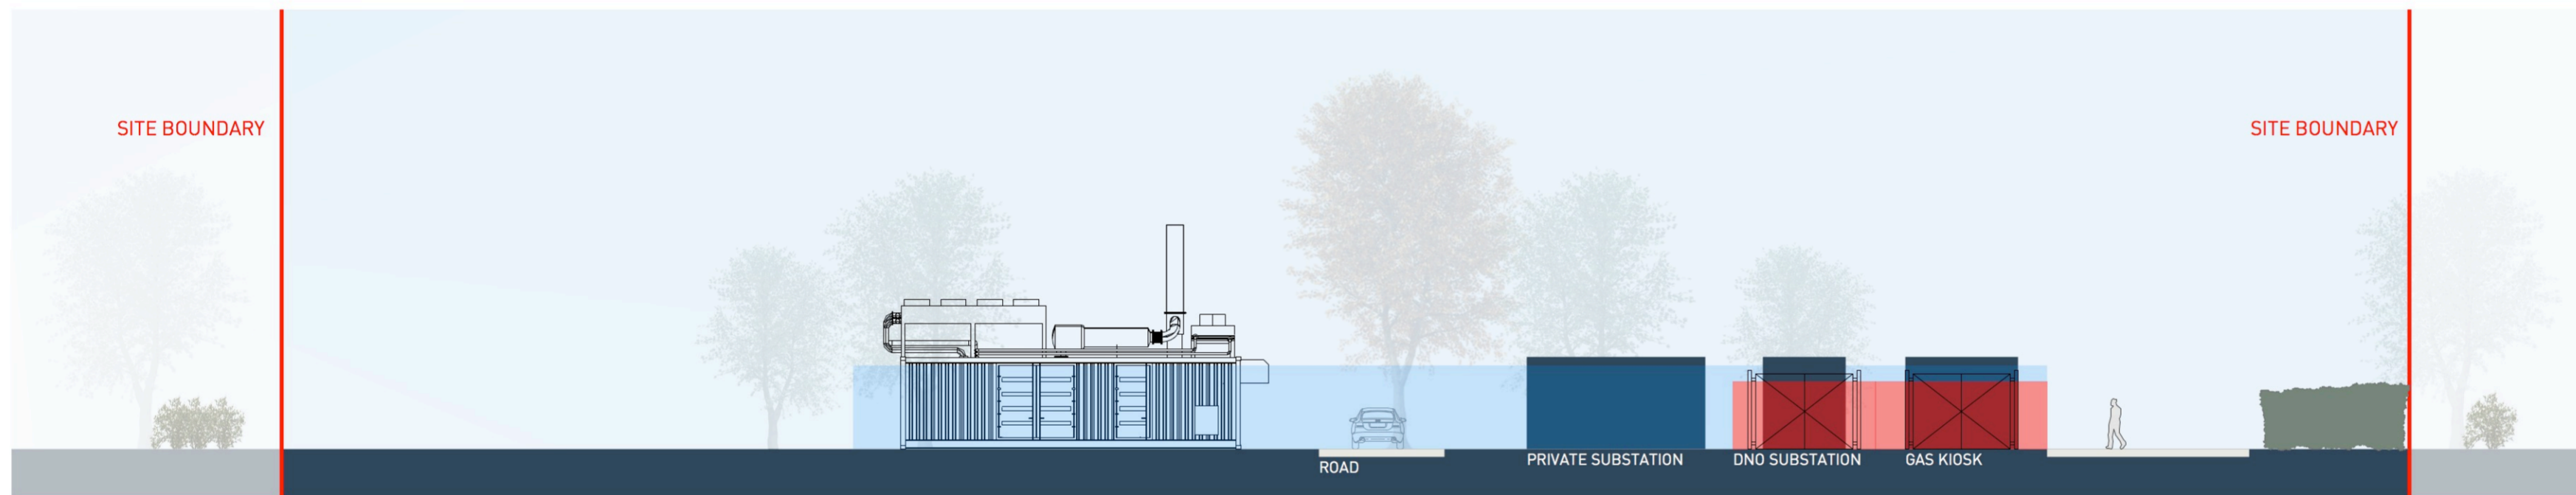 SITE BOUNDARY
SITE BOUNDARY
ROAD
PRIVATE SUBSTATION
DNO SUBSTATION
GAS KIOSK